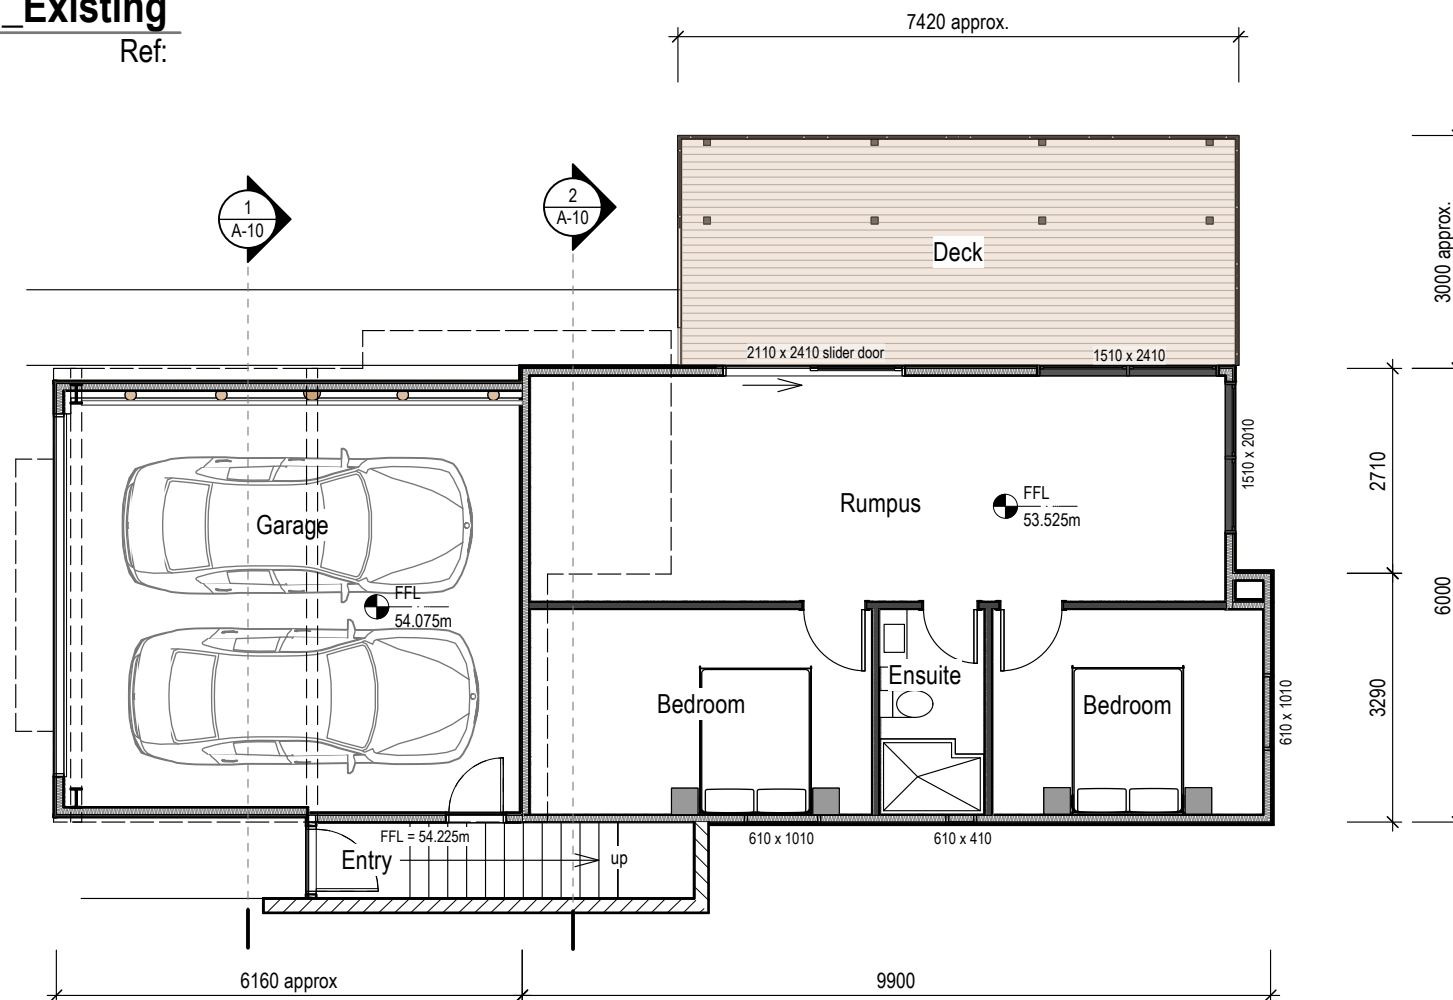 _Existing
Ref:
7420 approx.
1
A-10
2
A-10
3000 approx.
Deck
2110 x 2410 slider door
1510 x 2410
1510 x 2010
2710
Rumpus
FFL
53.525m
Garage
FFL
54.075m
6000
Ensuite
Bedroom
Bedroom
3290
610 x 1010
FFL = 54.225m
610 x 1010
610 x 410
Entry
up
6160 approx
9900